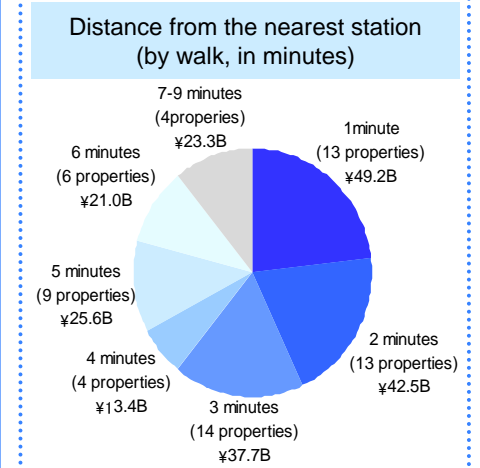 Distance from the nearest station
(by walk, in minutes)
1minute
(13 properties)
¥49.2B
2 minutes
(13 properties)
¥42.5B
3 minutes
(14 properties)
¥37.7B
4 minutes
(4 properties)
¥13.4B
5 minutes
(9 properties)
¥25.6B
6 minutes
(6 properties)
¥21.0B
7-9 minutes
(4properies)
¥23.3B